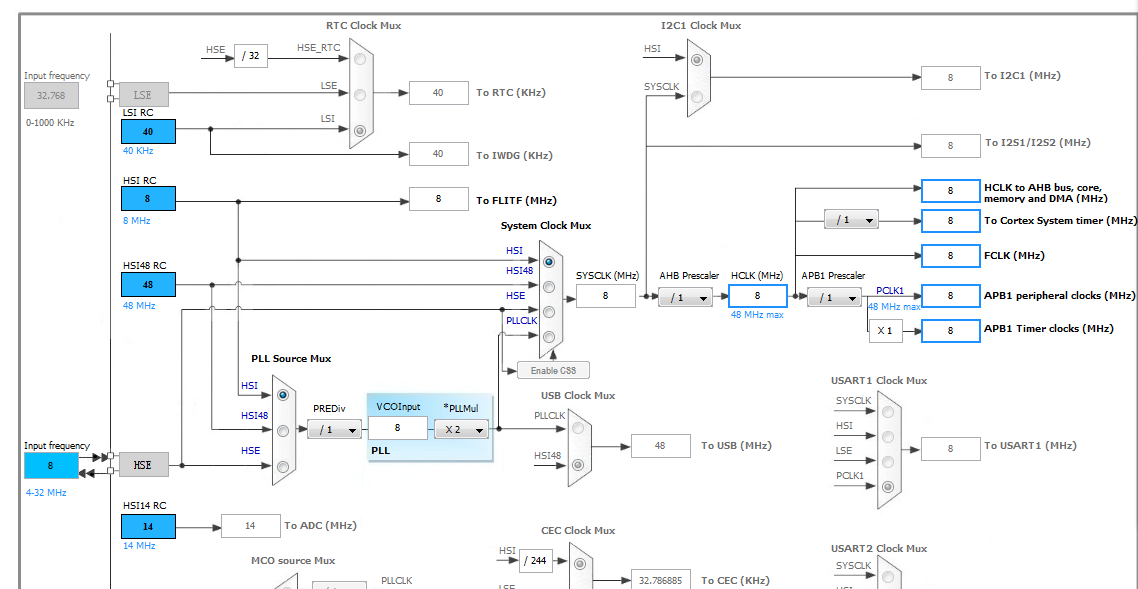 RTC Clock Mux
I2C1 Clock Mux
HSE
/ 32
HSE_RTC
HSI
Input frequency
32.768
0-1000 KHz
LSE
LSE
40
To RTC (KHz)
SYSCLK
8
To I2C1 (MHz)
LSI RC
40
40 KHz
LSI
40
To IWDG (KHz)
8
To I2S1/I2S2 (MHz)
HSI RC
8
8 MHz
8
To FLITF (MHz)
8
HCLK to AHB bus, core,
memory and DMA (MHz)
/ 1
8
To Cortex System timer (MHz)
System Clock Mux
HSI
HSI48
HSE
PLLCLK
8
FCLK (MHz)
HSI48 RC
48
48 MHz
SYSCLK (MHz)
8
AHB Prescaler
/ 1
HCLK (MHz)
8
48 MHz max
APB1 Prescaler
/ 1
PCLK1
48 MHz max
8
APB1 peripheral clocks (MHz)
X 1
8
APB1 Timer clocks (MHz)
Enable CSS
PLL Source Mux
HSI
HSI48
HSE
PREDiv
/ 1
VCOInput
8
*PLLMul
X 2
PLL
USB Clock Mux
PLLCLK
HSI48
48
To USB (MHz)
USART1 Clock Mux
SYSCLK
HSI
LSE
PCLK1
8
To USART1 (MHz)
Input frequency
8
4-32 MHz
HSE
HSI14 RC
14
14 MHz
14
To ADC (MHz)
MCO source Mux
PLLCLK
CEC Clock Mux
HSI
/ 244
LSE
32.786885
To CEC (KHz)
USART2 Clock Mux
SYSCLK